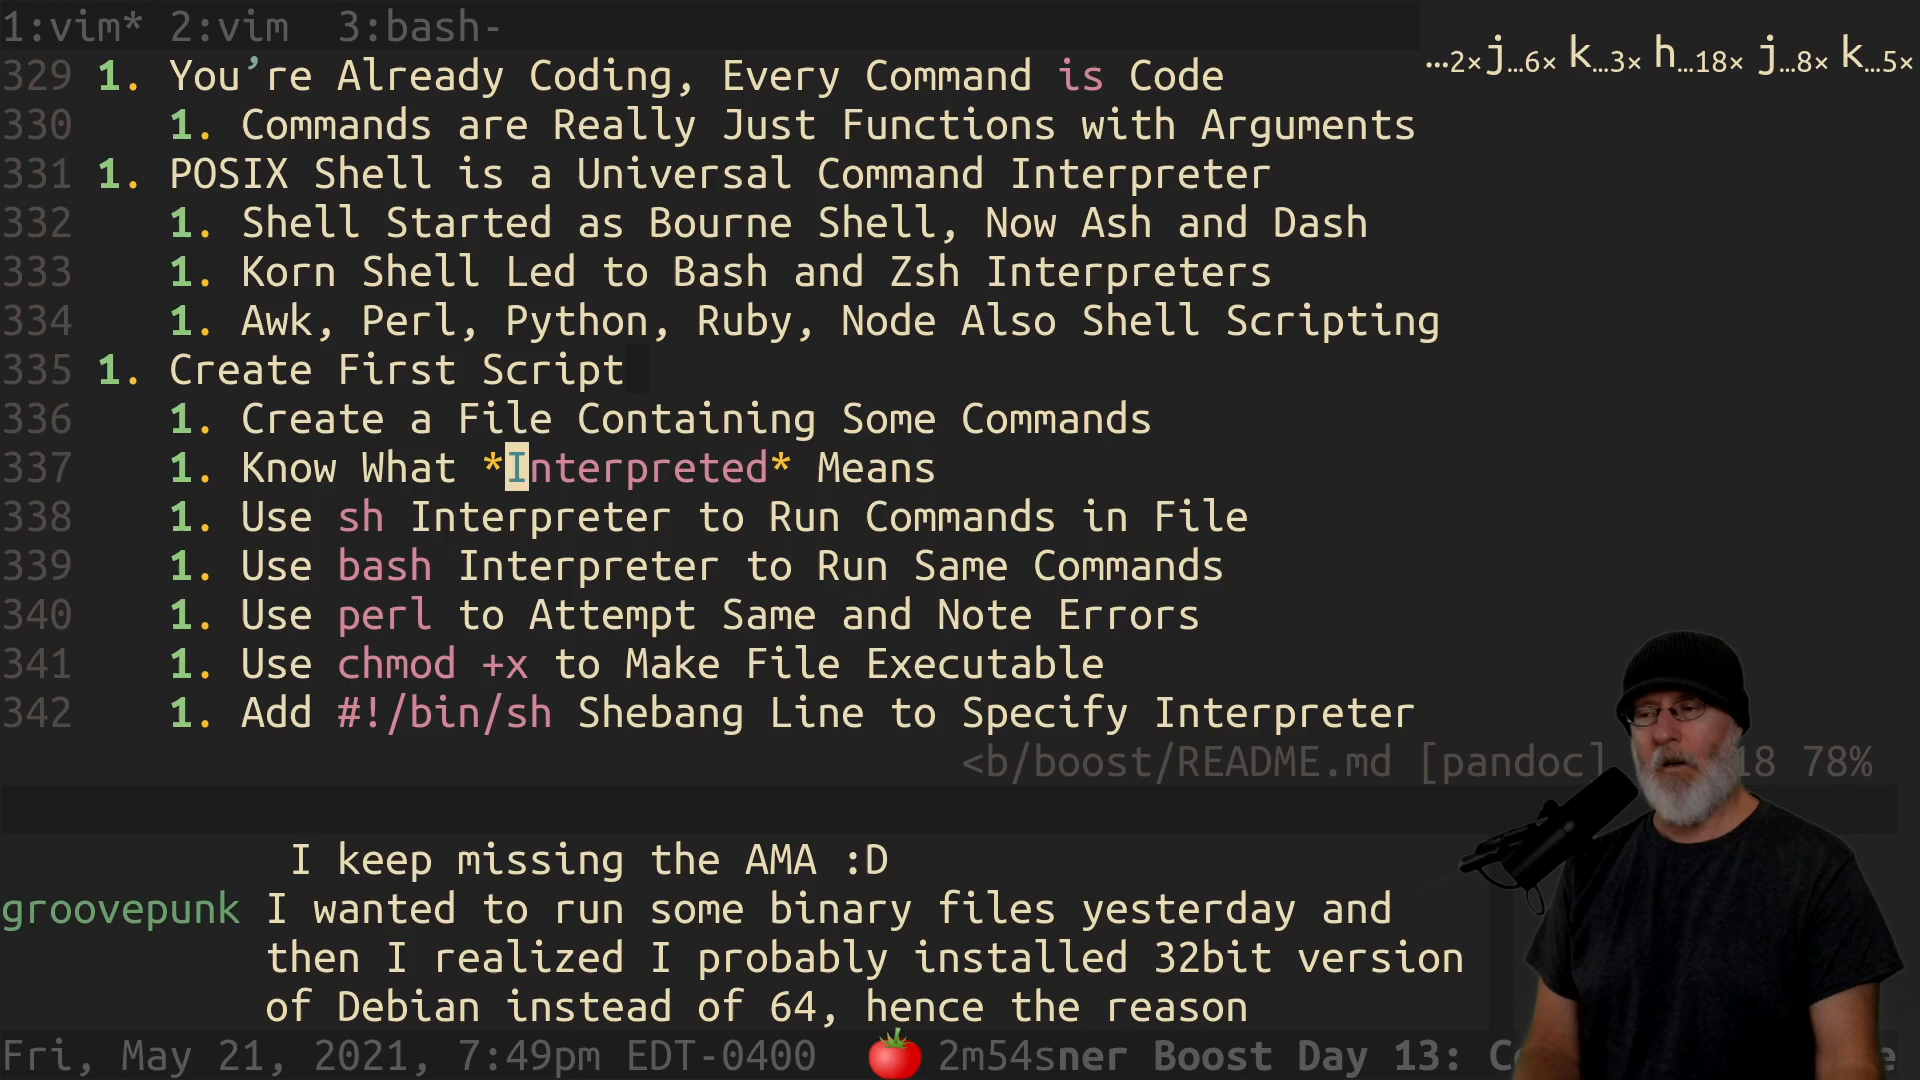 1:vim* 2:vim 3:bash-
…2×j…6× k…3× h…18× j…8× k…5×
329 1. You’re Already Coding, Every Command is Code
330 1. Commands are Really Just Functions with Arguments
331 1. POSIX Shell is a Universal Command Interpreter
332 1. Shell Started as Bourne Shell, Now Ash and Dash
333 1. Korn Shell Led to Bash and Zsh Interpreters
334 1. Awk, Perl, Python, Ruby, Node Also Shell Scripting
335 1. Create First Script
336 1. Create a File Containing Some Commands
337 1. Know What *Interpreted* Means
338 1. Use sh Interpreter to Run Commands in File
339 1. Use bash Interpreter to Run Same Commands
340 1. Use perl to Attempt Same and Note Errors
341 1. Use chmod +x to Make File Executable
342 1. Add #!/bin/sh Shebang Line to Specify Interpreter
<b/boost/README.md [pandoc] 18 78%
I keep missing the AMA :D
groovepunk I wanted to run some binary files yesterday and
then I realized I probably installed 32bit version
of Debian instead of 64, hence the reason
Fri, May 21, 2021, 7:49pm EDT-0400 🍅 2m54sner Boost Day 13: